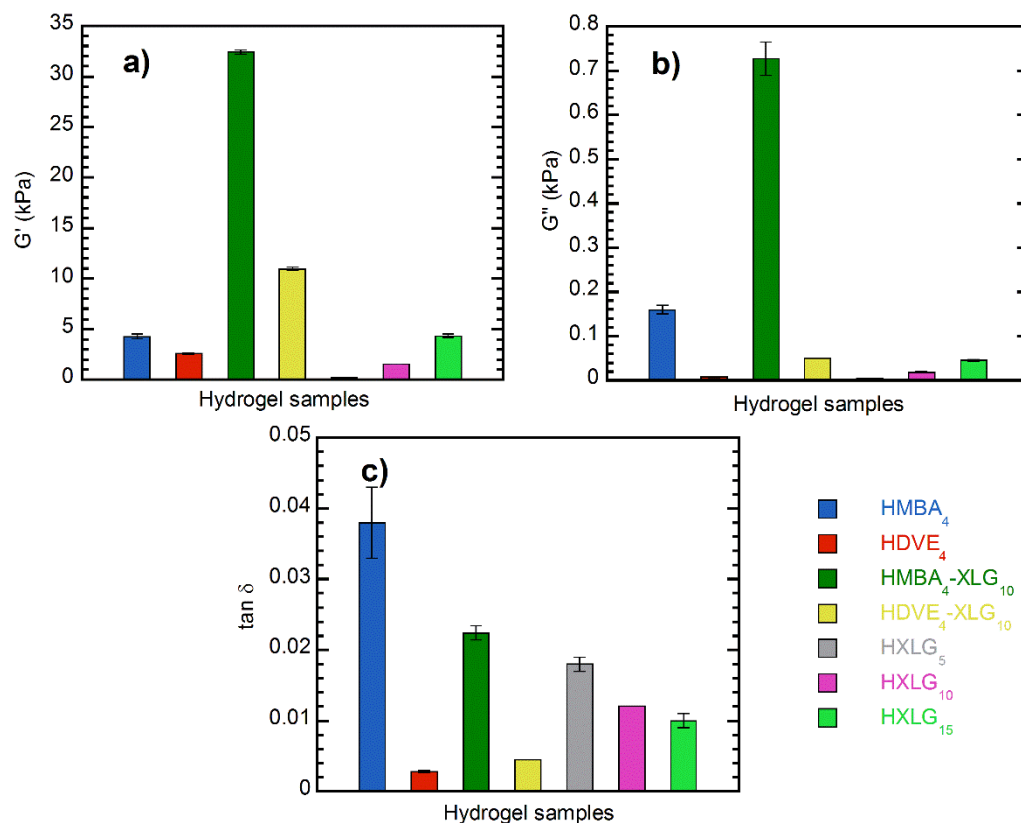 a)
35
30
25
20
15
10
5
0
G' (kPa)
Hydrogel samples
b)
0.8
0.7
0.6
0.5
0.4
0.3
0.2
0.1
0
G" (kPa)
Hydrogel samples
c)
0.05
0.04
0.03
0.02
0.01
0
tan δ
Hydrogel samples
HMBA₄
HDVE₄
HMBA₄-XLG₁₀
HDVE₄-XLG₁₀
HXLG₅
HXLG₁₀
HXLG₁₅